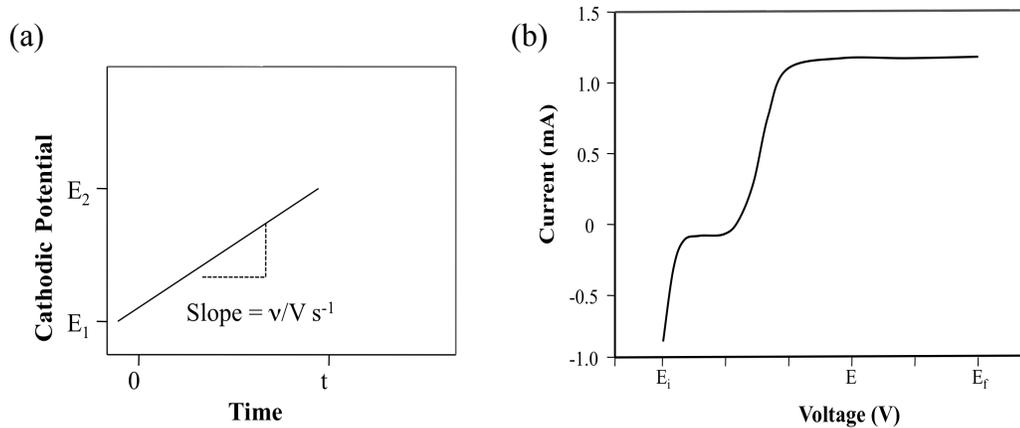 (a)
Cathodic Potential
E₂
E₁
Slope = ν/V s⁻¹
0
t
Time
(b)
Current (mA)
1.5
1.0
0.5
0
-0.5
-1.0
Eᵢ
E
E_f
Voltage (V)